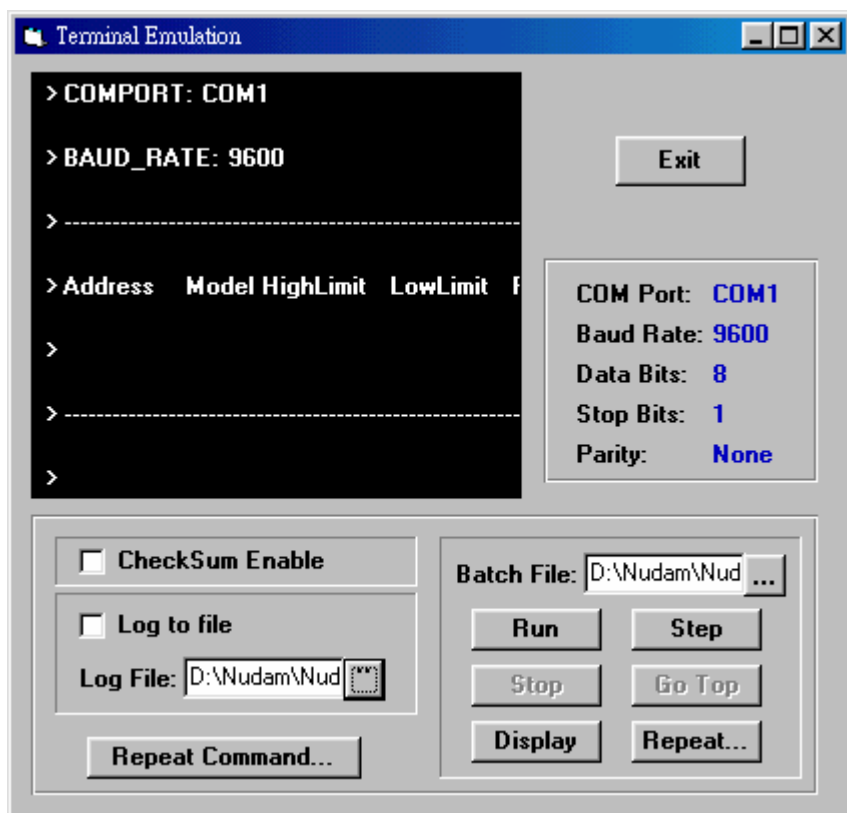 Terminal Emulation
>COMPORT: COM1
>BAUD_RATE: 9600
>--------------------------------------------------------
>Address Model HighLimit LowLimit
>
>--------------------------------------------------------
>
Exit
COM Port: COM1
Baud Rate: 9600
Data Bits: 8
Stop Bits: 1
Parity: None
CheckSum Enable
Log to file
Log File: D:\Nudam\Nud
Repeat Command...
Batch File: D:\Nudam\Nud ...
Run Step
Stop Go Top
Display Repeat...